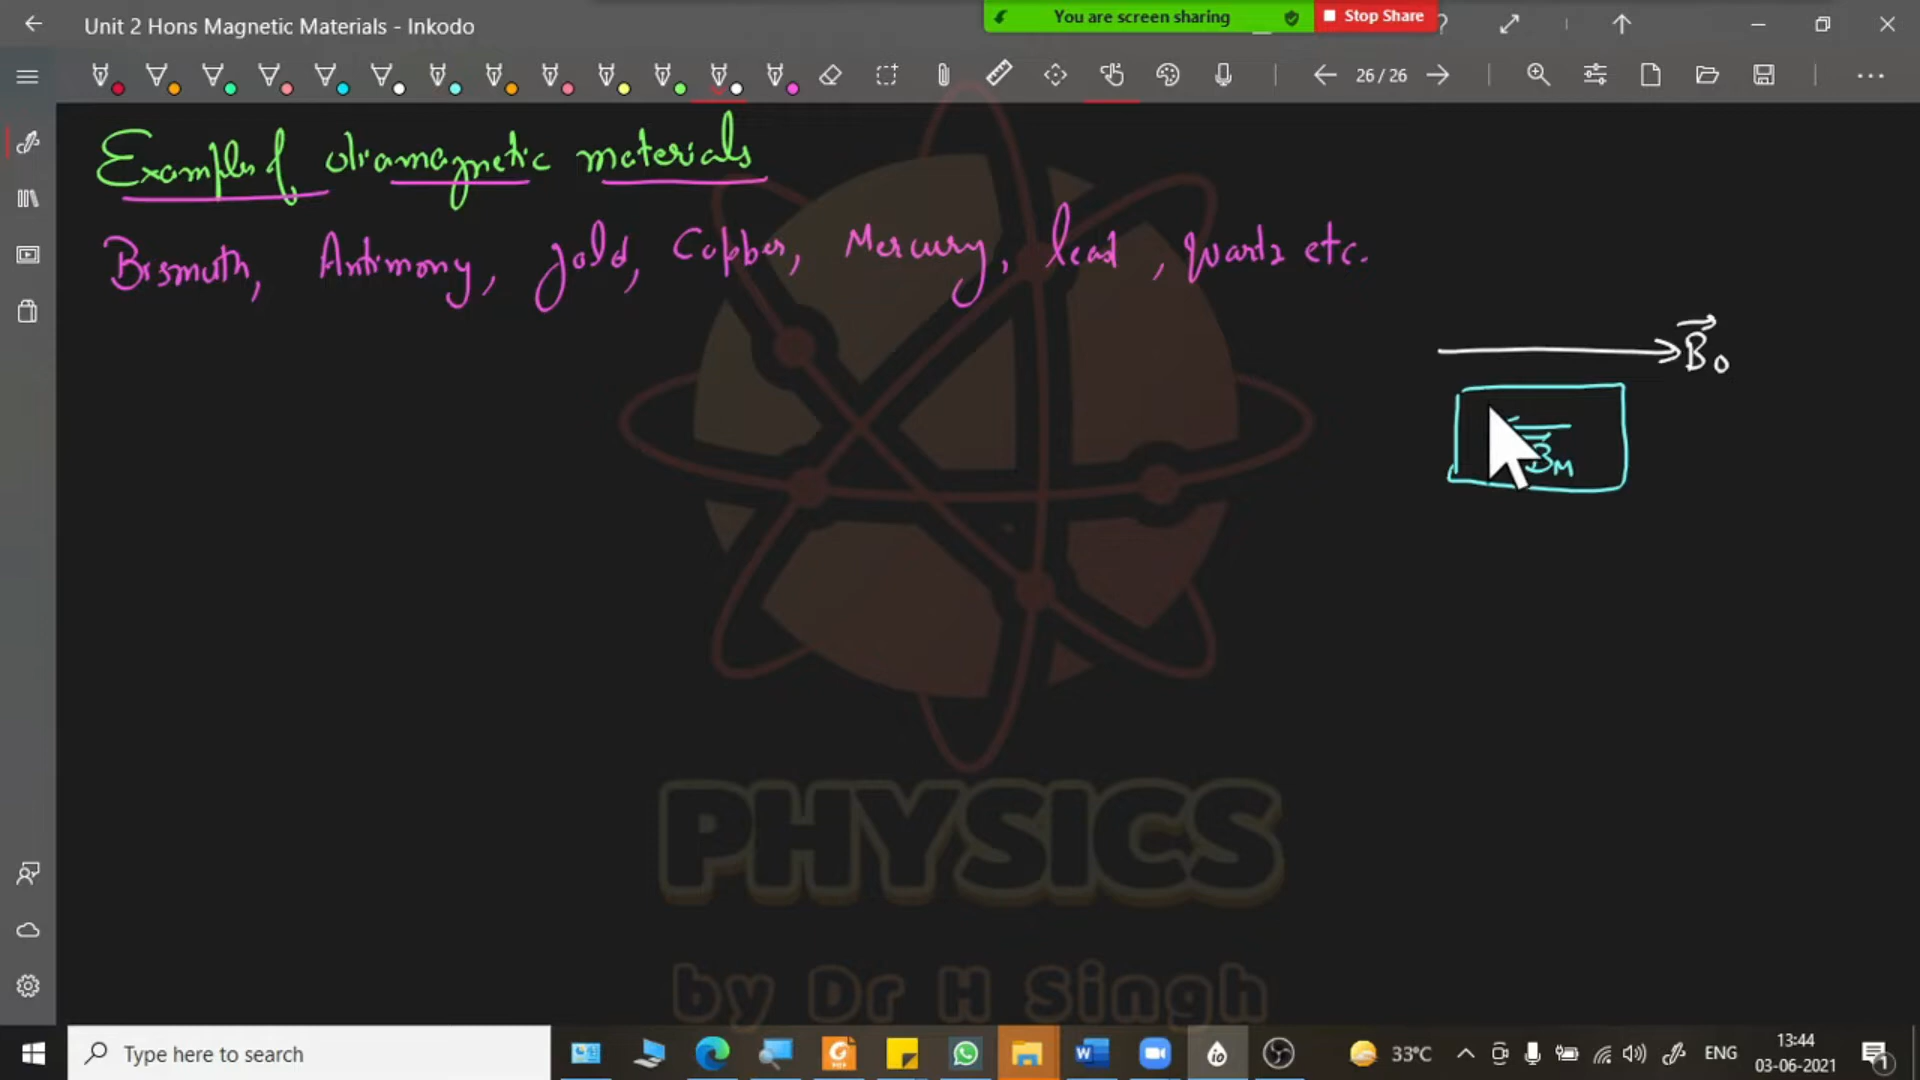 Unit 2 Hons Magnetic Materials - Inkodo
You are screen sharing
Stop Share
?
26 / 26
Examples of diamagnetic materials
Bismuth, Antimony, gold, Copper, Mercury, lead, quartz etc.
B₀
B_M
PHYSICS
by Dr H Singh
Type here to search
33°C
ENG
13:44
03-06-2021
1